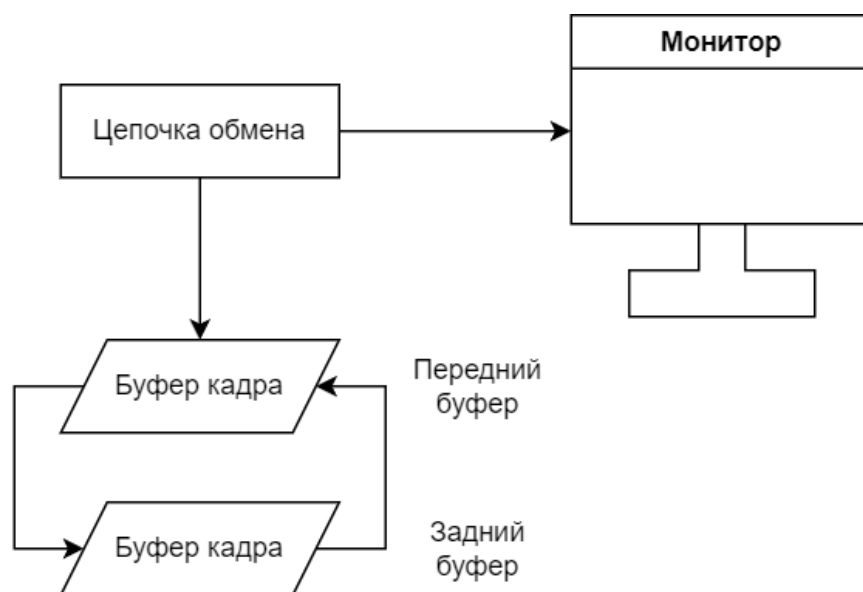 Монитор
Цепочка обмена
Буфер кадра
Передний
буфер
Буфер кадра
Задний
буфер